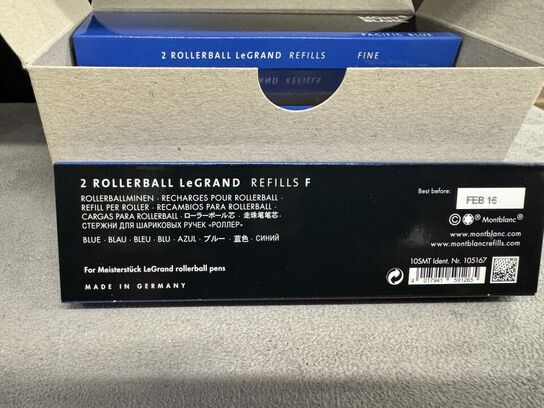 MONT
BLANC
PACIFIC BLUE
2 ROLLERBALL LeGRAND REFILLS FINE
2 ROLLERBALL LeGRAND REFILLS F
ROLLERBALLMINEN · RECHARGES POUR ROLLERBALL
REFILL PER ROLLER · RECAMBIOS PARA ROLLERBALL ·
CARGAS PARA ROLLERBALL · ローラーボール芯 · 走珠笔笔芯 ·
СТЕРЖНИ ДЛЯ ШАРИКОВЫХ РУЧЕК «РОЛЛЕР»
BLUE · BLAU · BLEU · BLU · AZUL · ブルー · 蓝色 · СИНИЙ
For Meisterstück LeGrand rollerball pens
MADE IN GERMANY
Best before:
FEB 16
© ® Montblanc®
www.montblanc.com
www.montblancrefills.com
10SMT Ident. Nr. 105167
4 017941 591265